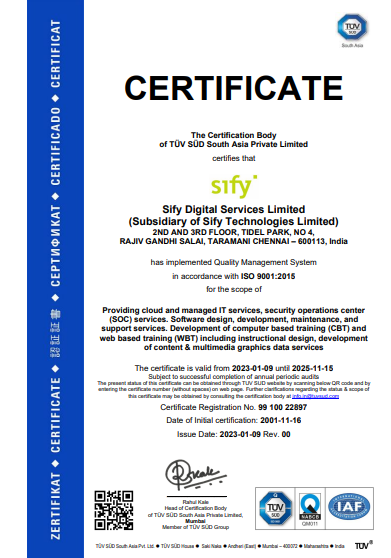 ZERTIFIKAT ◆ CERTIFICATE ◆ 認証証書 ◆ СЕРТИФИКАТ ◆ CERTIFICADO ◆ CERTIFICAT
TÜV
SÜD
South Asia
CERTIFICATE
The Certification Body
of TÜV SÜD South Asia Private Limited
certifies that
sify
Sify Digital Services Limited
(Subsidiary of Sify Technologies Limited)
2ND AND 3RD FLOOR, TIDEL PARK, NO 4,
RAJIV GANDHI SALAI, TARAMANI CHENNAI – 600113, India
has implemented Quality Management System
in accordance with ISO 9001:2015
for the scope of
Providing cloud and managed IT services, security operations center
(SOC) services. Software design, development, maintenance, and
support services. Development of computer based training (CBT) and
web based training (WBT) including instructional design, development
of content & multimedia graphics data services
The certificate is valid from 2023-01-09 until 2025-11-15
Subject to successful completion of annual periodic audits
The present status of this certificate can be obtained through TUV SUD website by scanning below QR code and by
entering the certificate number (without spaces) on web page. Further clarifications regarding the status & scope of
this certificate may be obtained by consulting the certification body at info.in@tuvsud.com
Certificate Registration No. 99 100 22897
Date of Initial certification: 2001-11-16
Issue Date: 2023-01-09 Rev. 00
Rahul Kale
Head of Certification Body
of TÜV SÜD South Asia Private Limited,
Mumbai
Member of TÜV SÜD Group
TÜV
SÜD
NABCB
QM011
IAF
TÜV SÜD South Asia Pvt. Ltd. ◆ TÜV SÜD House ◆ Saki Naka ◆ Andheri (East) ◆ Mumbai – 400072 ◆ Maharashtra ◆ India
TÜV®